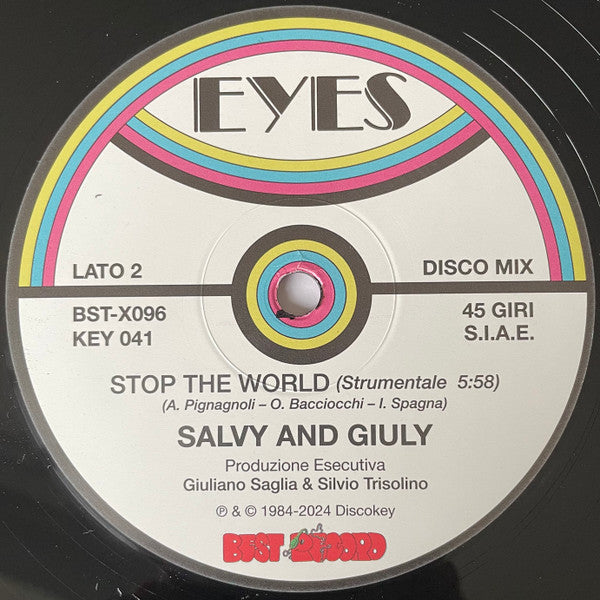 EYES
LATO 2
DISCO MIX
BST-X096
KEY 041
45 GIRI
S.I.A.E.
STOP THE WORLD (Strumentale 5:58)
(A. Pignagnoli – O. Bacciocchi – I. Spagna)
SALVY AND GIULY
Produzione Esecutiva
Giuliano Saglia & Silvio Trisolino
℗ & © 1984-2024 Discokey
BEST RECORD